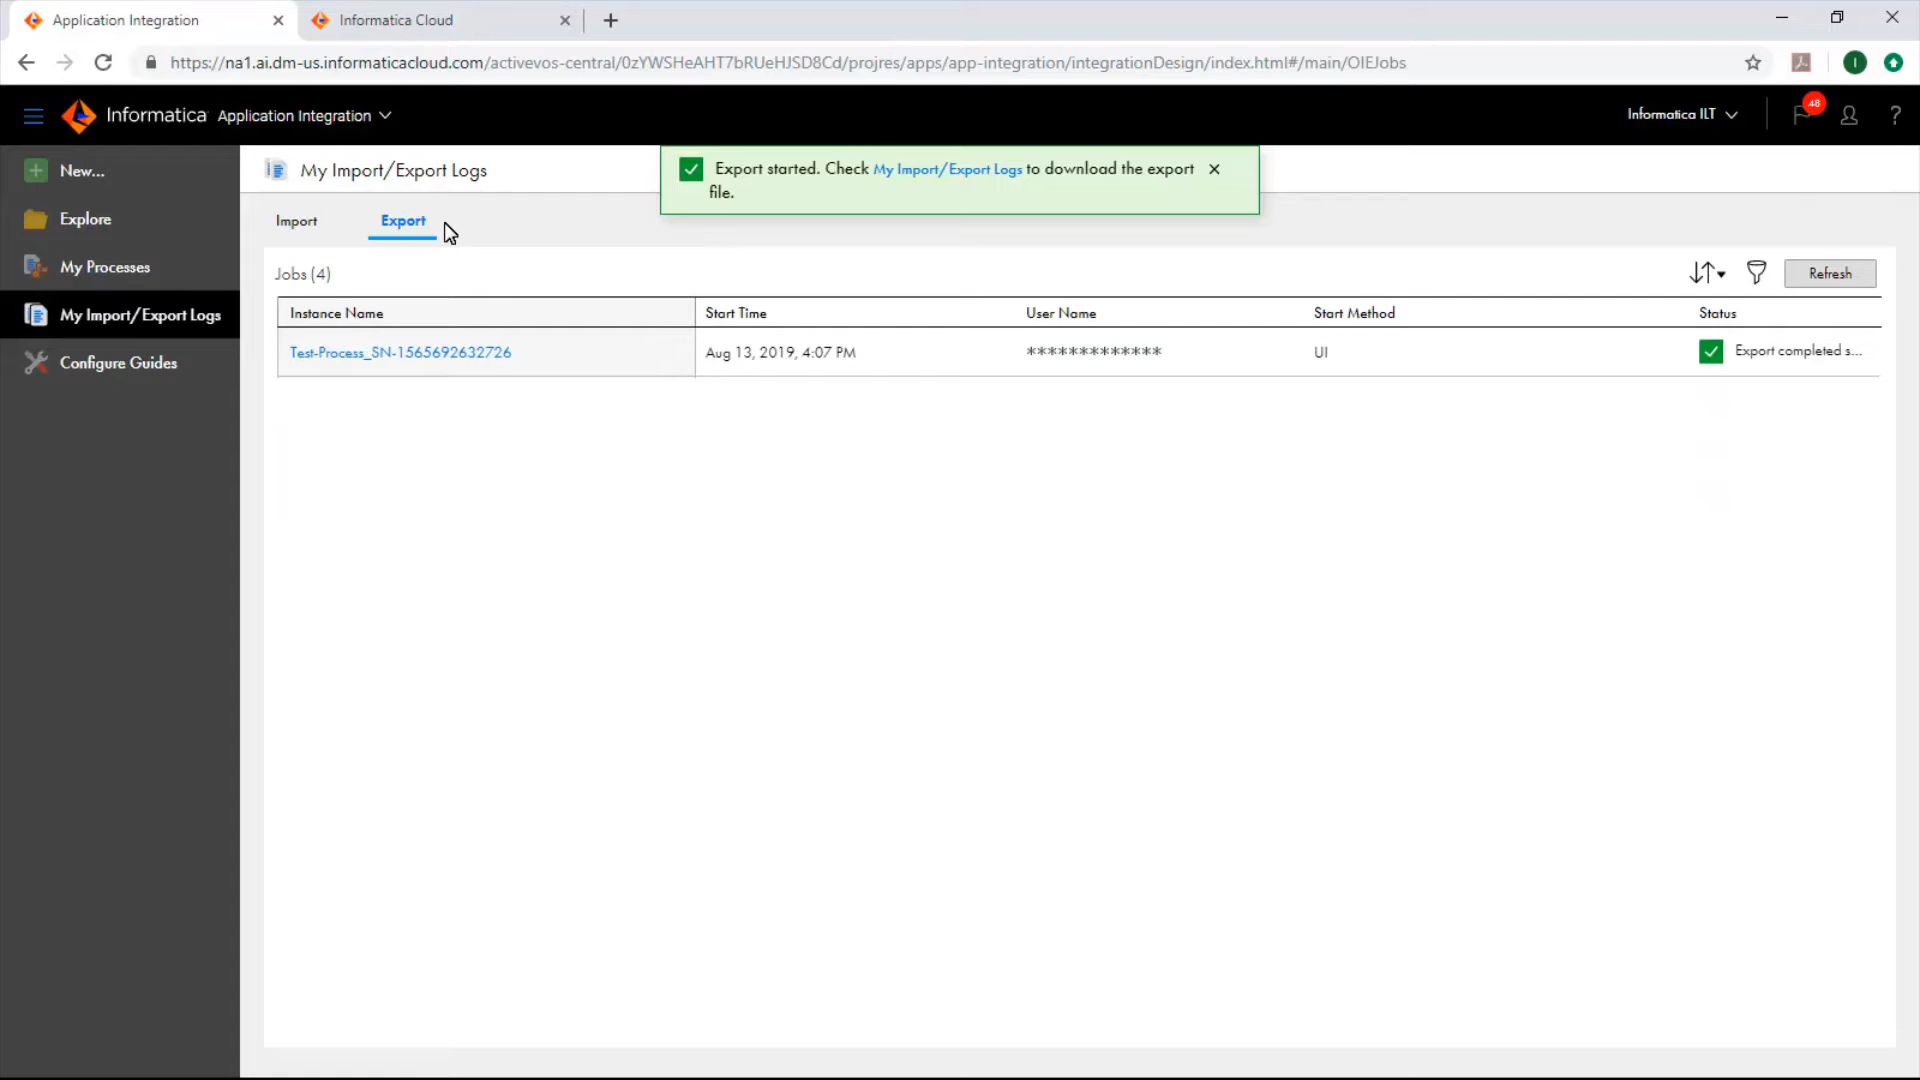 Application Integration
Informatica Cloud
https://na1.ai.dm-us.informaticacloud.com/activevos-central/0zYWSHeAHT7bRUeHJSD8Cd/projres/apps/app-integration/integrationDesign/index.html#/main/OIEJobs
I
Informatica Application Integration
Informatica ILT
48
?
New...
Explore
My Processes
My Import/Export Logs
Configure Guides
My Import/Export Logs
Export started. Check My Import/Export Logs to download the export
file.
Import Export
Jobs (4)
Refresh
Instance Name Start Time User Name Start Method Status
Test-Process_SN-1565692632726 Aug 13, 2019, 4:07 PM ************* UI Export completed s...